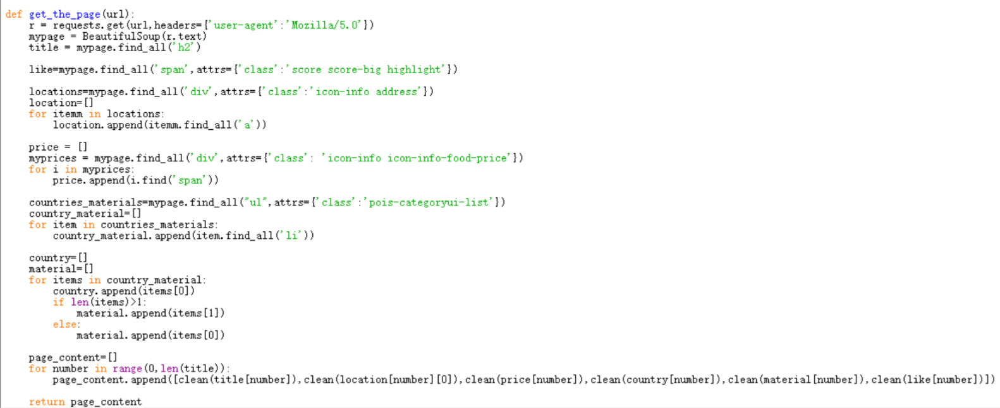 def get_the_page(url):
    r = requests.get(url,headers={'user-agent':'Mozilla/5.0'})
    mypage = BeautifulSoup(r.text)
    title = mypage.find_all('h2')
    like=mypage.find_all('span',attrs={'class':'score score-big highlight'})
    locations=mypage.find_all('div',attrs={'class':'icon-info address'})
    location=[]
    for itemm in locations:
        location.append(itemm.find_all('a'))
    price = []
    myprices = mypage.find_all('div',attrs={'class': 'icon-info icon-info-food-price'})
    for i in myprices:
        price.append(i.find('span'))
    countries_materials=mypage.find_all("ul",attrs={'class':'pois-categoryui-list'})
    country_material=[]
    for item in countries_materials:
        country_material.append(item.find_all('li'))
    country=[]
    material=[]
    for items in country_material:
        country.append(items[0])
        if len(items)>1:
            material.append(items[1])
        else:
            material.append(items[0])
    page_content=[]
    for number in range(0,len(title)):
        page_content.append([clean(title[number]),clean(location[number][0]),clean(price[number]),clean(country[number]),clean(material[number]),clean(like[number])])
    return page_content